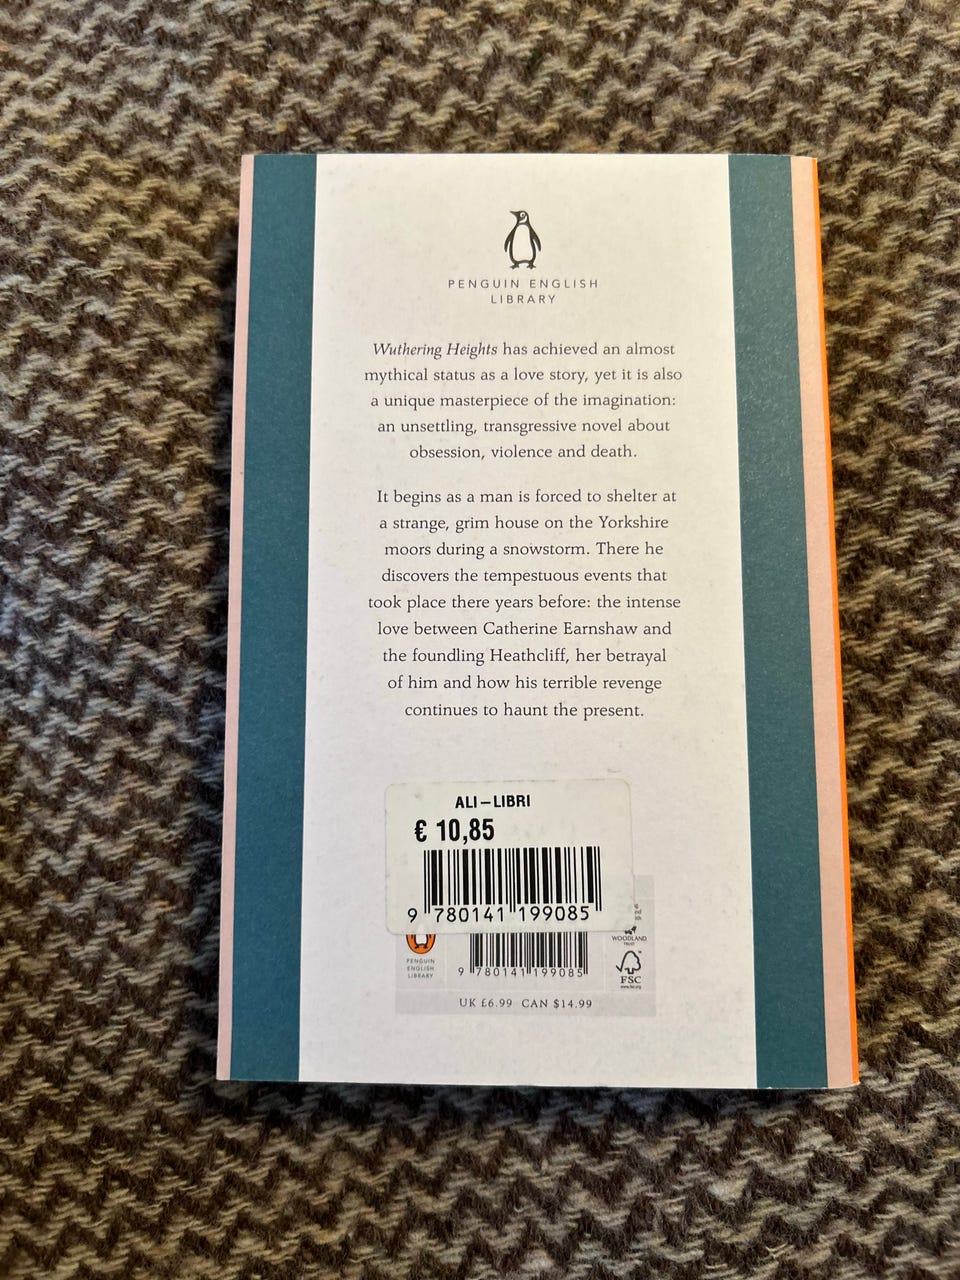 PENGUIN ENGLISH
LIBRARY
Wuthering Heights has achieved an almost
mythical status as a love story, yet it is also
a unique masterpiece of the imagination:
an unsettling, transgressive novel about
obsession, violence and death.
It begins as a man is forced to shelter at
a strange, grim house on the Yorkshire
moors during a snowstorm. There he
discovers the tempestuous events that
took place there years before: the intense
love between Catherine Earnshaw and
the foundling Heathcliff, her betrayal
of him and how his terrible revenge
continues to haunt the present.
ALI – LIBRI
€ 10,85
9 780141 199085
PENGUIN
ENGLISH
LIBRARY
9 780141 199085
WOODLAND
TRUST
FSC
www.fsc.org
UK £6.99 CAN $14.99